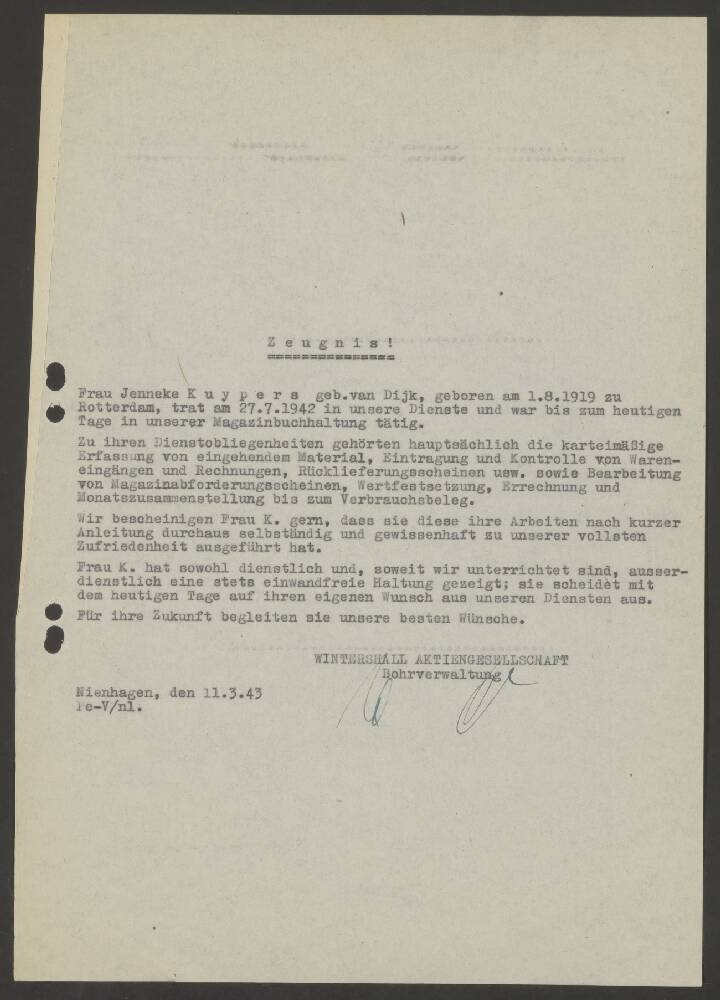 Z e u g n i s !
Frau Jenneke K u y p e r s geb.van Dijk, geboren am 1.8.1919 zu
Rotterdam, trat am 27.7.1942 in unsere Dienste und war bis zum heutigen
Tage in unserer Magazinbuchhaltung tätig.
Zu ihren Dienstobliegenheiten gehörten hauptsächlich die karteimäßige
Erfassung von eingehendem Material, Eintragung und Kontrolle von Waren-
eingängen und Rechnungen, Rücklieferungsscheinen usw. sowie Bearbeitung
von Magazinabforderungsscheinen, Wertfestsetzung, Errechnung und
Monatszusammenstellung bis zum Verbrauchsbeleg.
Wir bescheinigen Frau K. gern, dass sie diese ihre Arbeiten nach kurzer
Anleitung durchaus selbständig und gewissenhaft zu unserer vollsten
Zufriedenheit ausgeführt hat.
Frau K. hat sowohl dienstlich und, soweit wir unterrichtet sind, ausser-
dienstlich eine stets einwandfreie Haltung gezeigt; sie scheidet mit
dem heutigen Tage auf ihren eigenen Wunsch aus unseren Diensten aus.
Für ihre Zukunft begleiten sie unsere besten Wünsche.
WINTERSHALL AKTIENGESELLSCHAFT
Bohrverwaltung
Nienhagen, den 11.3.43
Pe-V/nl.